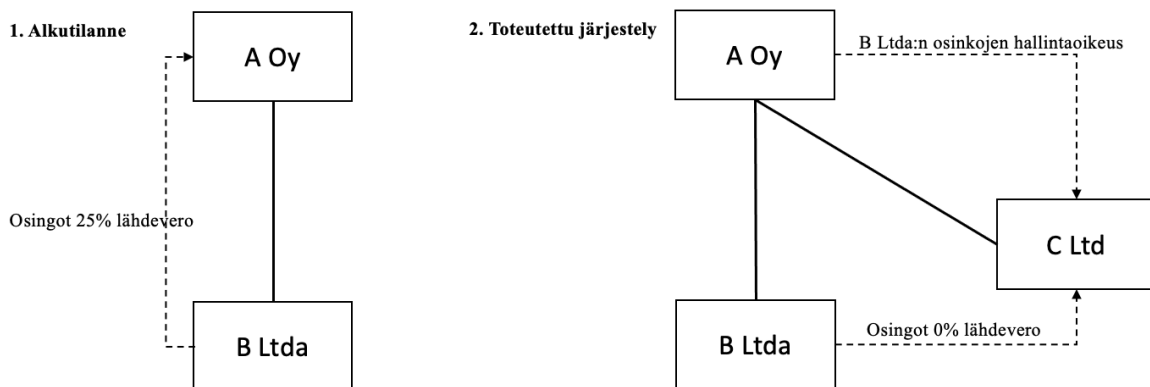 1. Alkutilanne
A Oy
Osingot 25% lähdevero
B Ltda
2. Toteutettu järjestely
A Oy
B Ltda:n osinkojen hallintaoikeus
C Ltd
B Ltda
Osingot 0% lähdevero